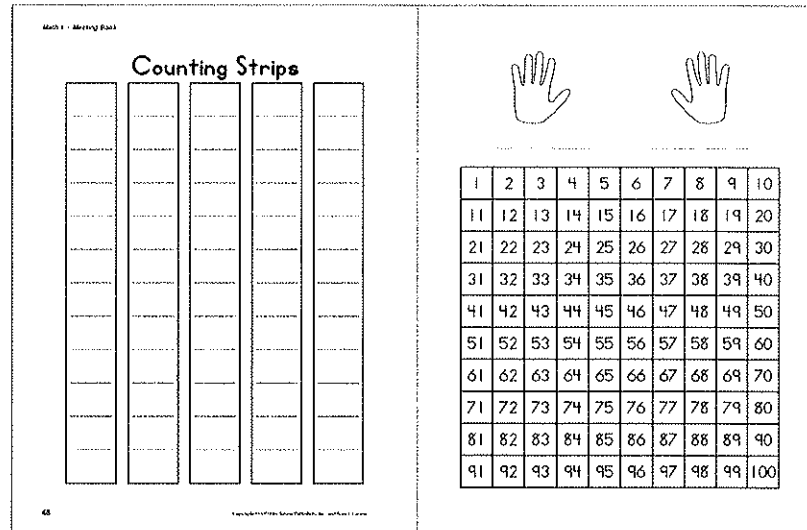 Math 1 • Meeting Book
Counting Strips
1 2 3 4 5 6 7 8 9 10
11 12 13 14 15 16 17 18 19 20
21 22 23 24 25 26 27 28 29 30
31 32 33 34 35 36 37 38 39 40
41 42 43 44 45 46 47 48 49 50
51 52 53 54 55 56 57 58 59 60
61 62 63 64 65 66 67 68 69 70
71 72 73 74 75 76 77 78 79 80
81 82 83 84 85 86 87 88 89 90
91 92 93 94 95 96 97 98 99 100